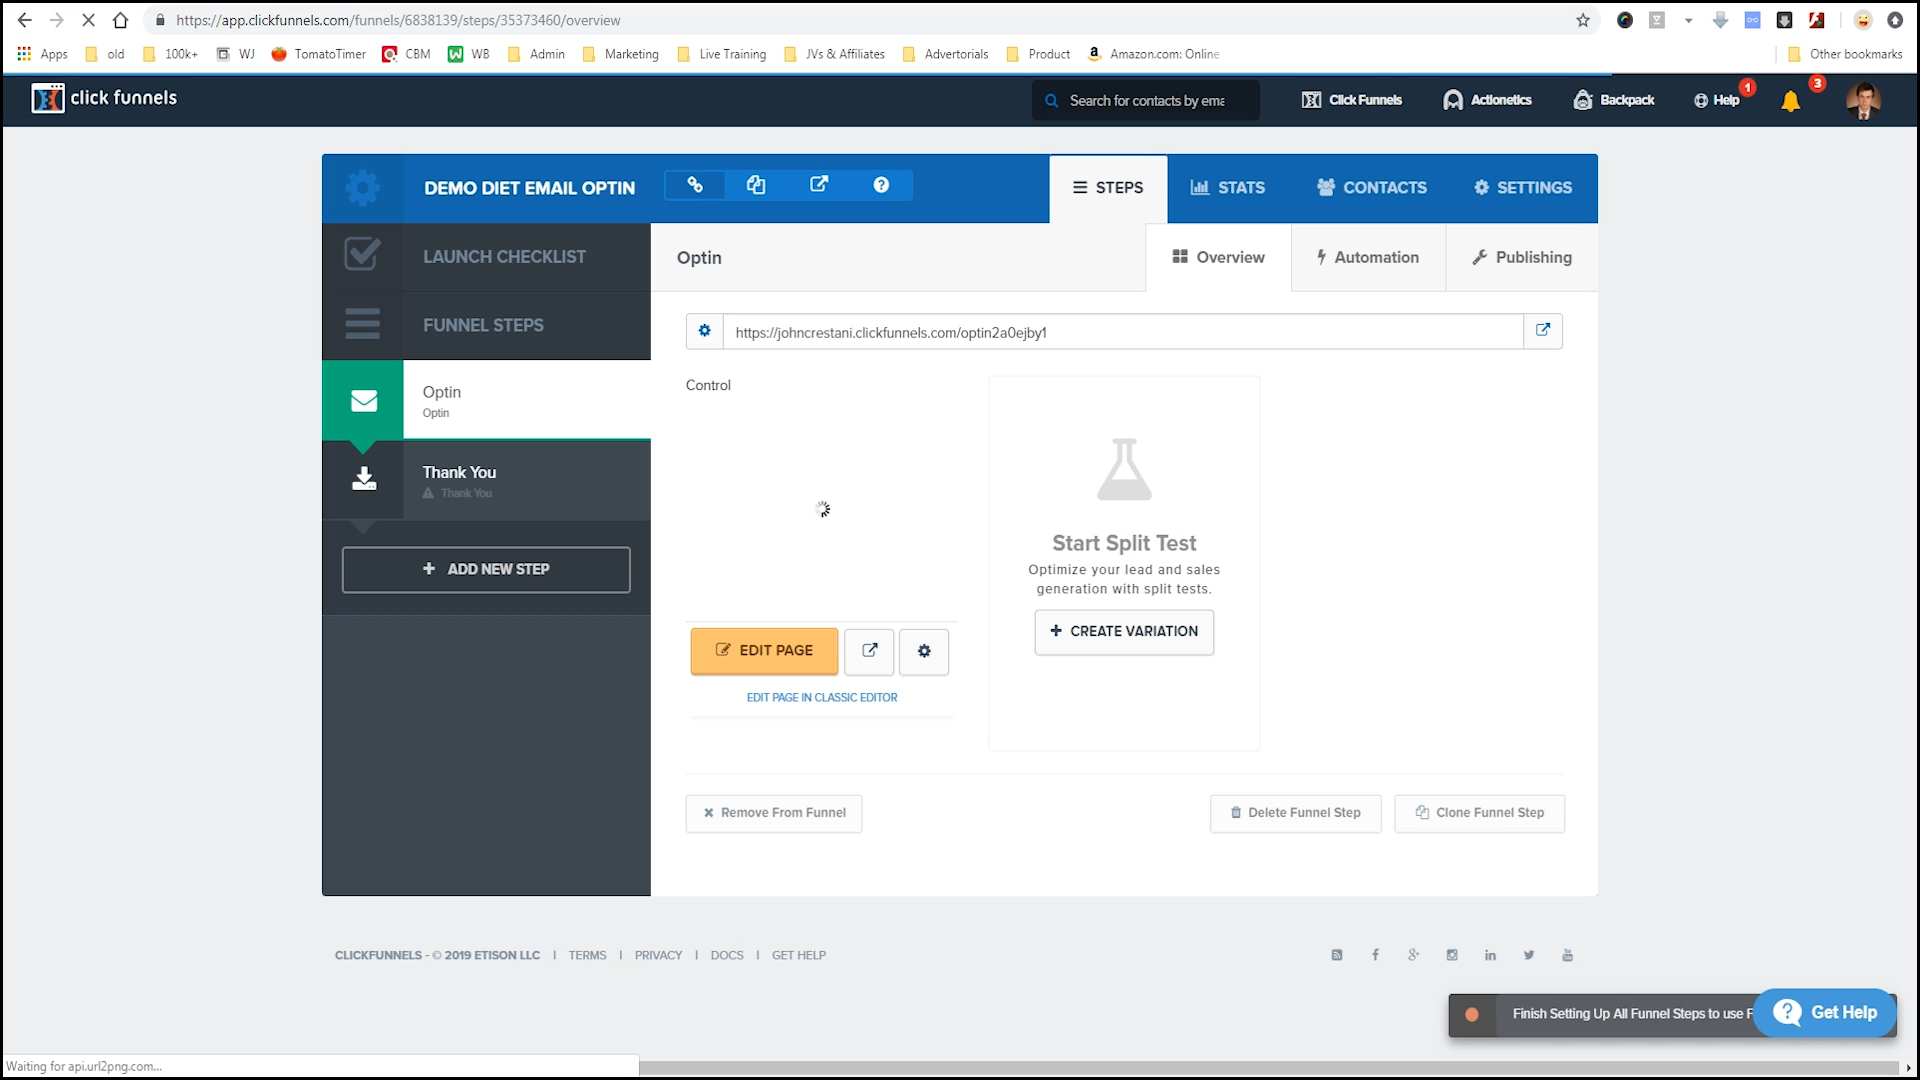 https://app.clickfunnels.com/funnels/6838139/steps/35373460/overview
Apps old 100k+ WJ TomatoTimer CBM WB Admin Marketing Live Training JVs & Affiliates Advertorials Product Amazon.com: Online Other bookmarks
click funnels Search for contacts by ema Click Funnels Actionetics Backpack Help 1 3
DEMO DIET EMAIL OPTIN STEPS STATS CONTACTS SETTINGS
LAUNCH CHECKLIST
Optin Overview Automation Publishing
FUNNEL STEPS
https://johncrestani.clickfunnels.com/optin2a0ejby1
Optin
Optin
Control
Thank You
Thank You
ADD NEW STEP
Start Split Test
Optimize your lead and sales
generation with split tests.
CREATE VARIATION
EDIT PAGE
EDIT PAGE IN CLASSIC EDITOR
Remove From Funnel Delete Funnel Step Clone Funnel Step
CLICKFUNNELS - © 2019 ETISON LLC | TERMS | PRIVACY | DOCS | GET HELP
Finish Setting Up All Funnel Steps to use F
Get Help
Waiting for api.url2png.com...